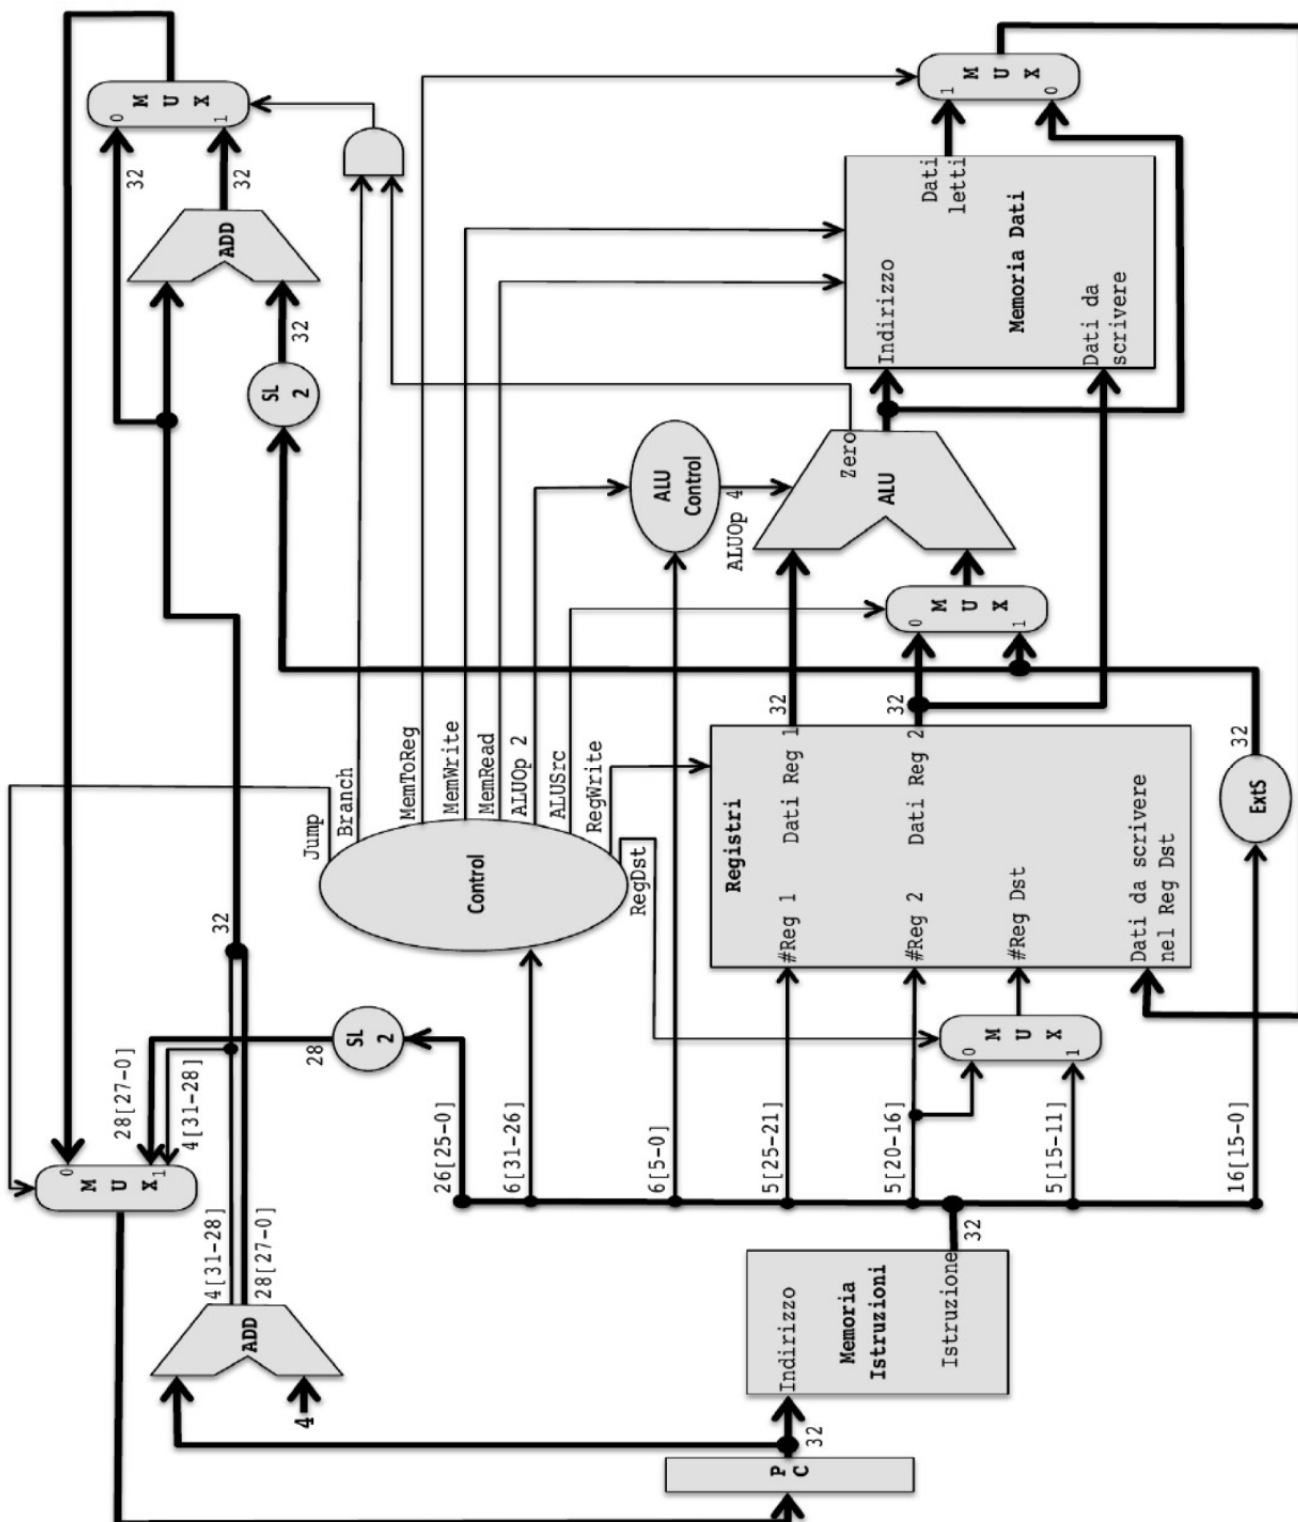 P
C
32
4
ADD
4[31-28]
28[27-0]
Indirizzo
Memoria
Istruzioni
Istruzione
32
0
M
U
X
1
28[27-0]
4[31-28]
26[25-0]
6[31-26]
6[5-0]
5[25-21]
5[20-16]
5[15-11]
16[15-0]
28
SL
2
32
0
M
U
X
1
Control
Jump
Branch
MemToReg
MemWrite
MemRead
ALUOp 2
ALUSrc
RegWrite
RegDst
Registri
#Reg 1
Dati Reg 1
#Reg 2
Dati Reg 2
#Reg Dst
Dati da scrivere
nel Reg Dst
32
32
ExtS
32
0
M
U
X
1
ALU
Control
ALUOp 4
Zero
ALU
SL
2
32
ADD
32
32
0
M
U
X
1
Indirizzo
Memoria Dati
Dati da
scrivere
Dati
letti
1
M
U
X
0